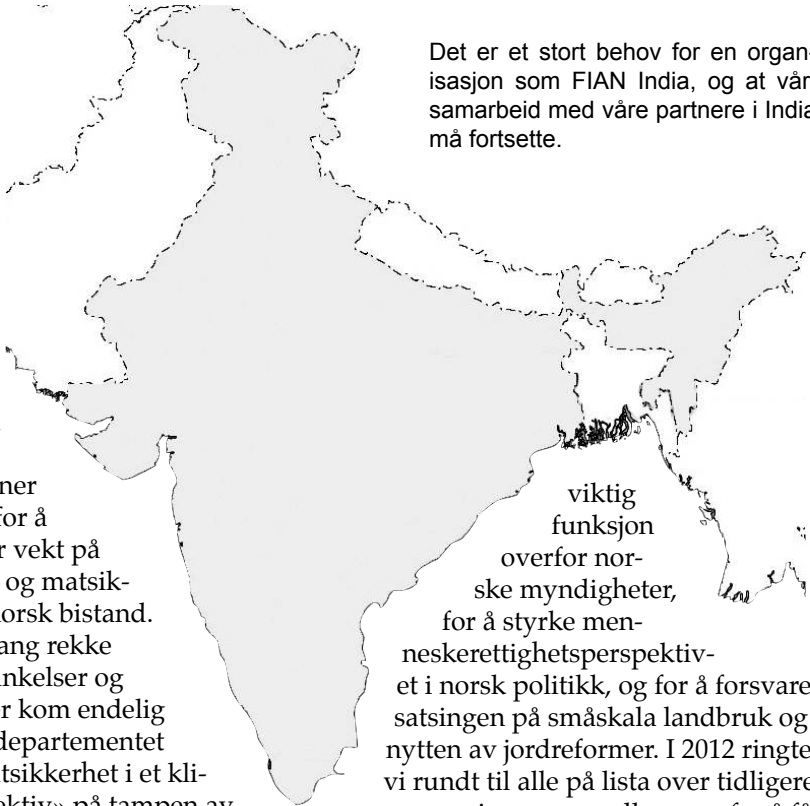 Det er et stort behov for en organ-
isasjon som FIAN India, og at vår
samarbeid med våre partnere i India
må fortsette.
ner
for å
r vekt på
og matsik-
norsk bistand.
ang rekke
nkelser og
r kom endelig
departementet
tsikkerhet i et kli-
ektiv» på tampen av
viktig
funksjon
overfor nor-
ske myndigheter,
for å styrke men-
neskerettighetsperspektiv-
et i norsk politikk, og for å forsvare
satsingen på småskala landbruk og
nytten av jordreformer. I 2012 ringte
vi rundt til alle på lista over tidligere